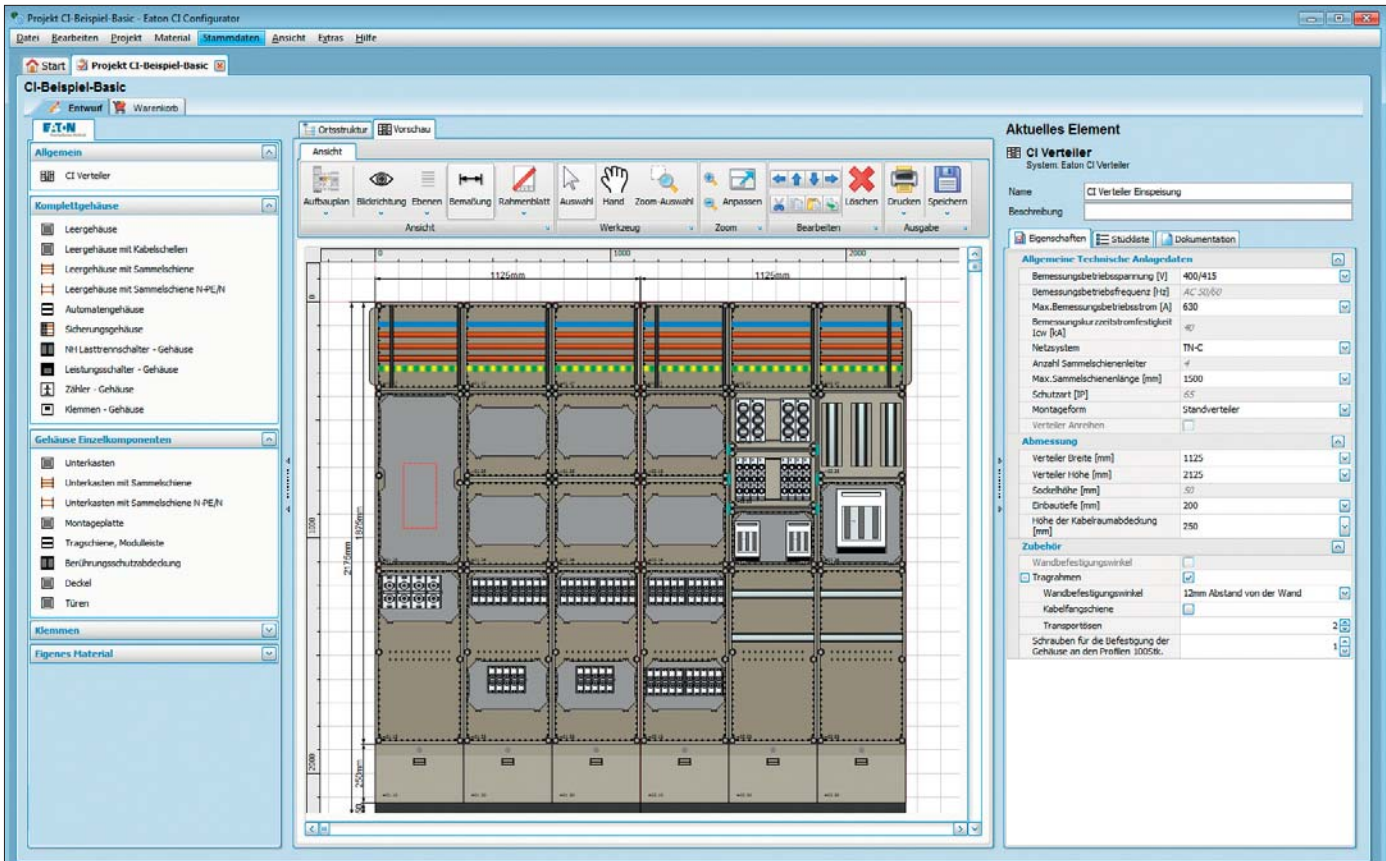 Projekt CI-Beispiel-Basic - Eaton CI Configurator
Datei Bearbeiten Projekt Material Stammdaten Ansicht Extras Hilfe
Start Projekt CI-Beispiel-Basic
CI-Beispiel-Basic
Entwurf Warenkorb
EATON
Allgemein
CI Verteiler
Komplettgehäuse
Leergehäuse
Leergehäuse mit Kabelschellen
Leergehäuse mit Sammelschiene
Leergehäuse mit Sammelschiene N-PE/N
Automatengehäuse
Sicherungsgehäuse
NH Lasttrennschalter - Gehäuse
Leistungsschalter - Gehäuse
Zähler - Gehäuse
Klemmen - Gehäuse
Gehäuse Einzelkomponenten
Unterkasten
Unterkasten mit Sammelschiene
Unterkasten mit Sammelschiene N-PE/N
Montageplatte
Tragschiene, Modulleiste
Berührungsschutzabdeckung
Deckel
Türen
Klemmen
Eigenes Material
Ortsstruktur Vorschau
Ansicht
Aufbauplan Blickrichtung Ebenen Bemaßung Rahmenblatt Auswahl Hand Zoom-Auswahl Anpassen Löschen Drucken Speichern
Ansicht Werkzeug Zoom Bearbeiten Ausgabe
0 1000 2000
1125mm 1125mm
0
1000
2000
2175mm
1875mm
250mm
50
Aktuelles Element
CI Verteiler
System: Eaton CI Verteiler
Name CI Verteiler Einspeisung
Beschreibung
Eigenschaften Stückliste Dokumentation
Allgemeine Technische Anlagedaten
Bemessungsbetriebsspannung [V] 400/415
Bemessungsbetriebsfrequenz [Hz] AC 50/60
Max.Bemessungsbetriebsstrom [A] 630
Bemessungskurzzeitstromfestigkeit
Icw [kA] 40
Netzsystem TN-C
Anzahl Sammelschienenleiter 4
Max.Sammelschienenlänge [mm] 1500
Schutzart [IP] 65
Montageform Standverteiler
Verteiler Anreihen
Abmessung
Verteiler Breite [mm] 1125
Verteiler Höhe [mm] 2125
Sockelhöhe [mm] 50
Einbautiefe [mm] 200
Höhe der Kabelraumabdeckung
[mm] 250
Zubehör
Wandbefestigungswinkel
Tragrahmen
Wandbefestigungswinkel 12mm Abstand von der Wand
Kabelfangschiene
Transportösen 2
Schrauben für die Befestigung der
Gehäuse an den Profilen 100Stk. 1